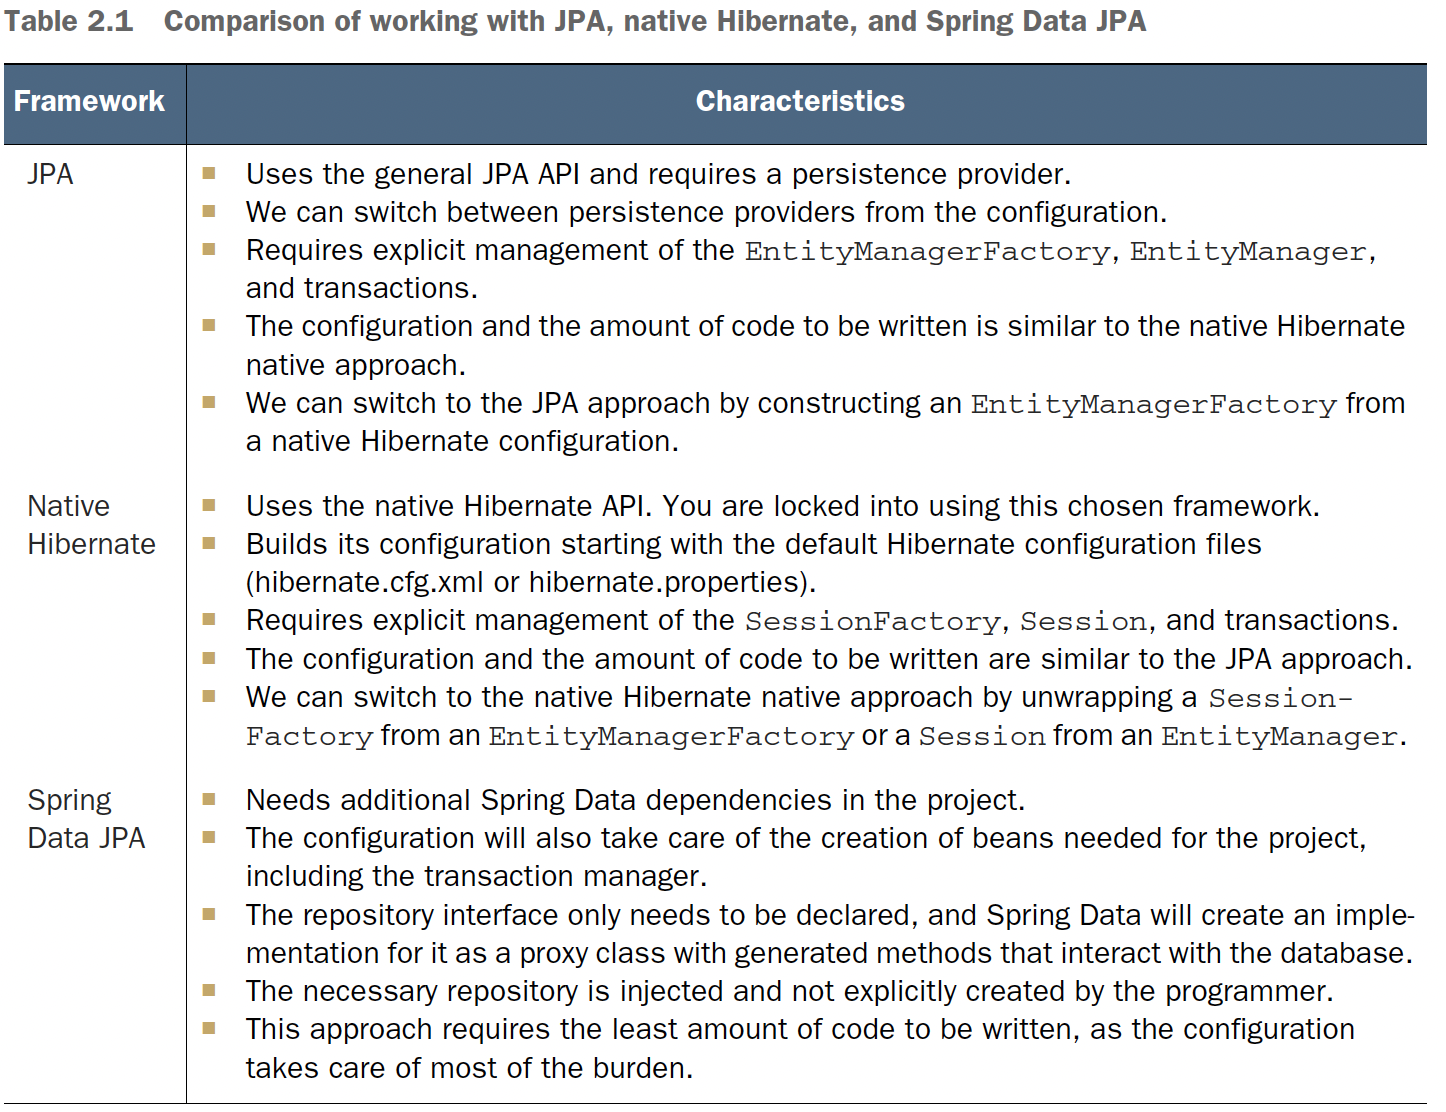 Table 2.1 Comparison of working with JPA, native Hibernate, and Spring Data JPA
Framework Characteristics
JPA
■ Uses the general JPA API and requires a persistence provider.
■ We can switch between persistence providers from the configuration.
■ Requires explicit management of the EntityManagerFactory, EntityManager,
and transactions.
■ The configuration and the amount of code to be written is similar to the native Hibernate
native approach.
■ We can switch to the JPA approach by constructing an EntityManagerFactory from
a native Hibernate configuration.
Native
Hibernate
■ Uses the native Hibernate API. You are locked into using this chosen framework.
■ Builds its configuration starting with the default Hibernate configuration files
(hibernate.cfg.xml or hibernate.properties).
■ Requires explicit management of the SessionFactory, Session, and transactions.
■ The configuration and the amount of code to be written are similar to the JPA approach.
■ We can switch to the native Hibernate native approach by unwrapping a Session-
Factory from an EntityManagerFactory or a Session from an EntityManager.
Spring
Data JPA
■ Needs additional Spring Data dependencies in the project.
■ The configuration will also take care of the creation of beans needed for the project,
including the transaction manager.
■ The repository interface only needs to be declared, and Spring Data will create an imple-
mentation for it as a proxy class with generated methods that interact with the database.
■ The necessary repository is injected and not explicitly created by the programmer.
■ This approach requires the least amount of code to be written, as the configuration
takes care of most of the burden.